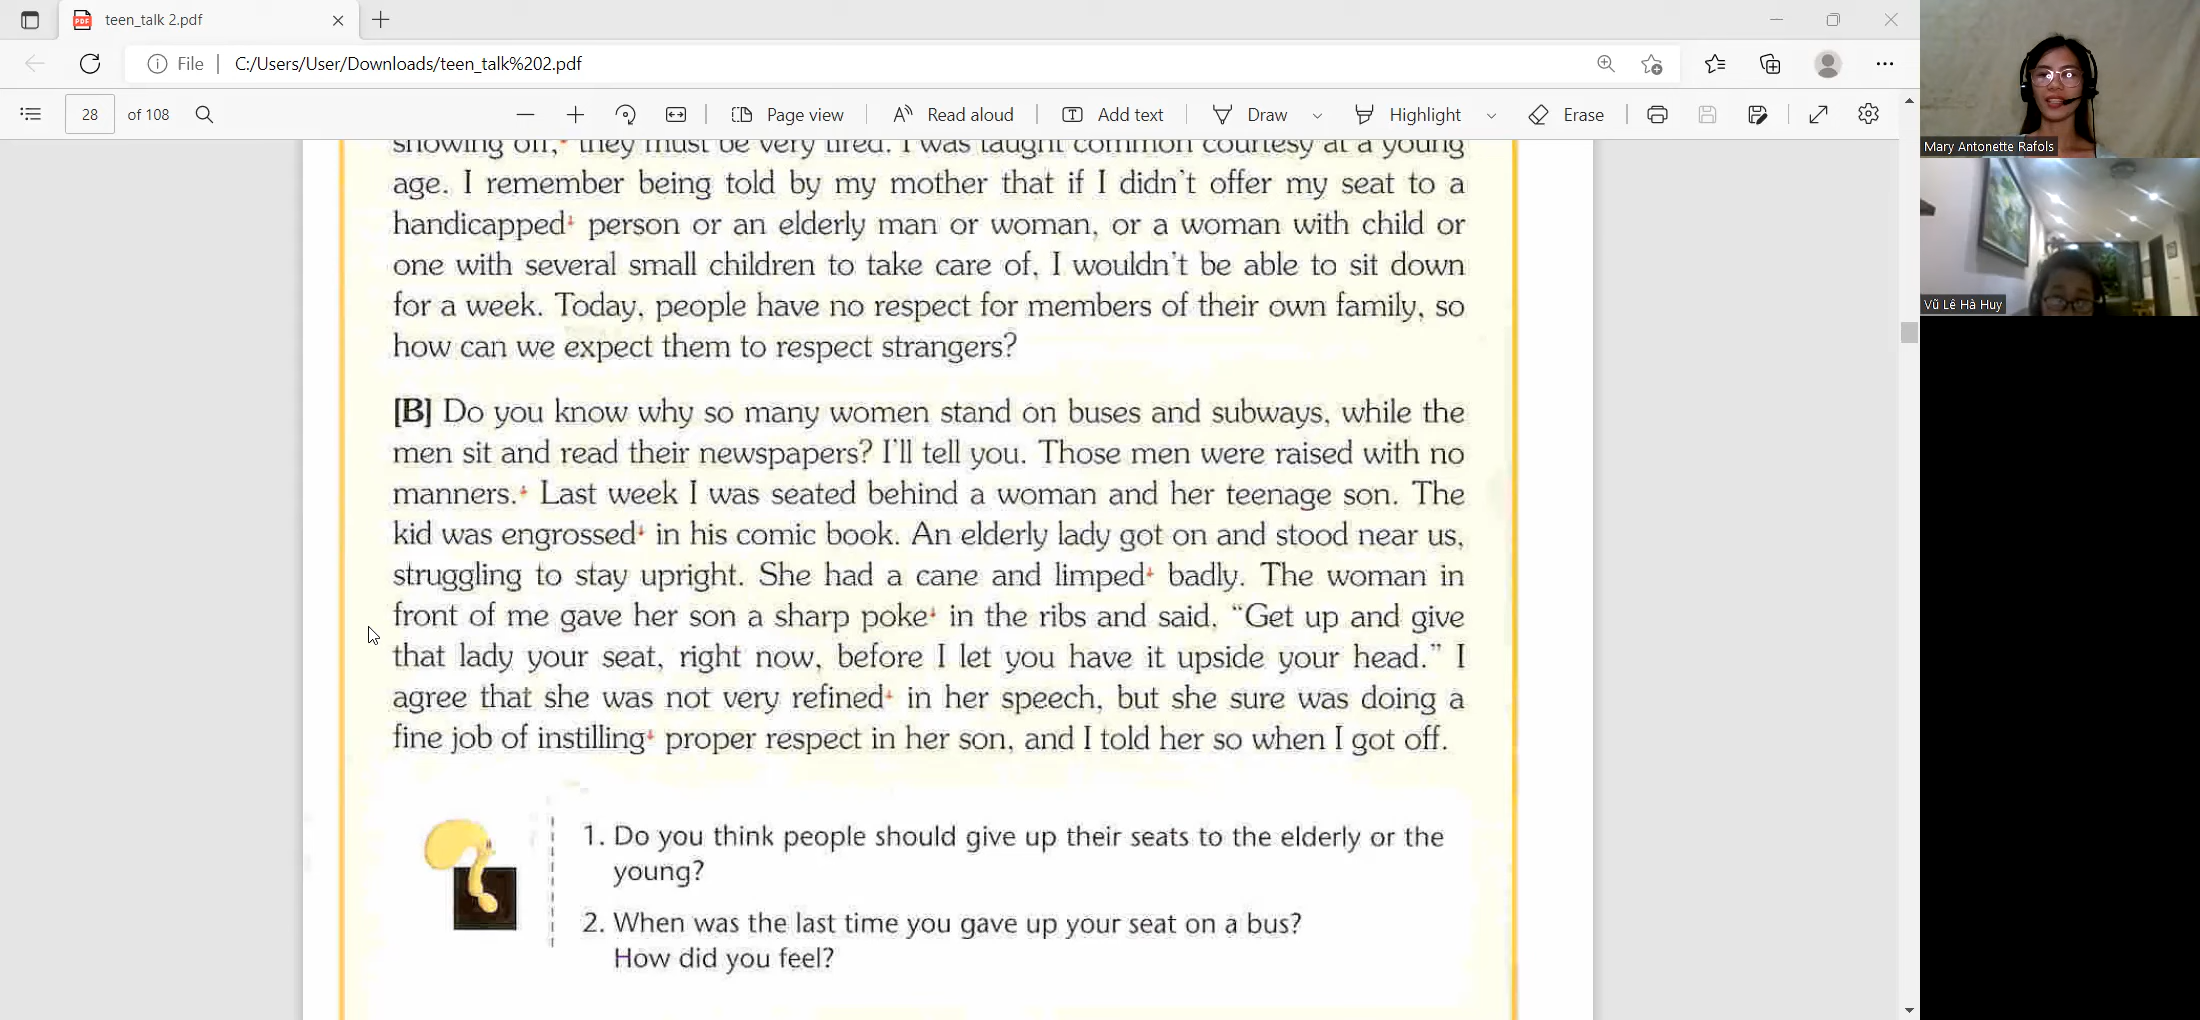 teen_talk 2.pdf
File
C:/Users/User/Downloads/teen_talk%202.pdf
28 of 108
Page view
Read aloud
Add text
Draw
Highlight
Erase
showing off, they must be very tired. I was taught common courtesy at a young
age. I remember being told by my mother that if I didn't offer my seat to a
handicapped person or an elderly man or woman, or a woman with child or
one with several small children to take care of, I wouldn't be able to sit down
for a week. Today, people have no respect for members of their own family, so
how can we expect them to respect strangers?
[B] Do you know why so many women stand on buses and subways, while the
men sit and read their newspapers? I'll tell you. Those men were raised with no
manners. Last week I was seated behind a woman and her teenage son. The
kid was engrossed in his comic book. An elderly lady got on and stood near us,
struggling to stay upright. She had a cane and limped badly. The woman in
front of me gave her son a sharp poke in the ribs and said, “Get up and give
that lady your seat, right now, before I let you have it upside your head.” I
agree that she was not very refined in her speech, but she sure was doing a
fine job of instilling proper respect in her son, and I told her so when I got off.
1. Do you think people should give up their seats to the elderly or the
young?
2. When was the last time you gave up your seat on a bus?
How did you feel?
Mary Antonette Rafols
Vũ Lê Hà Huy